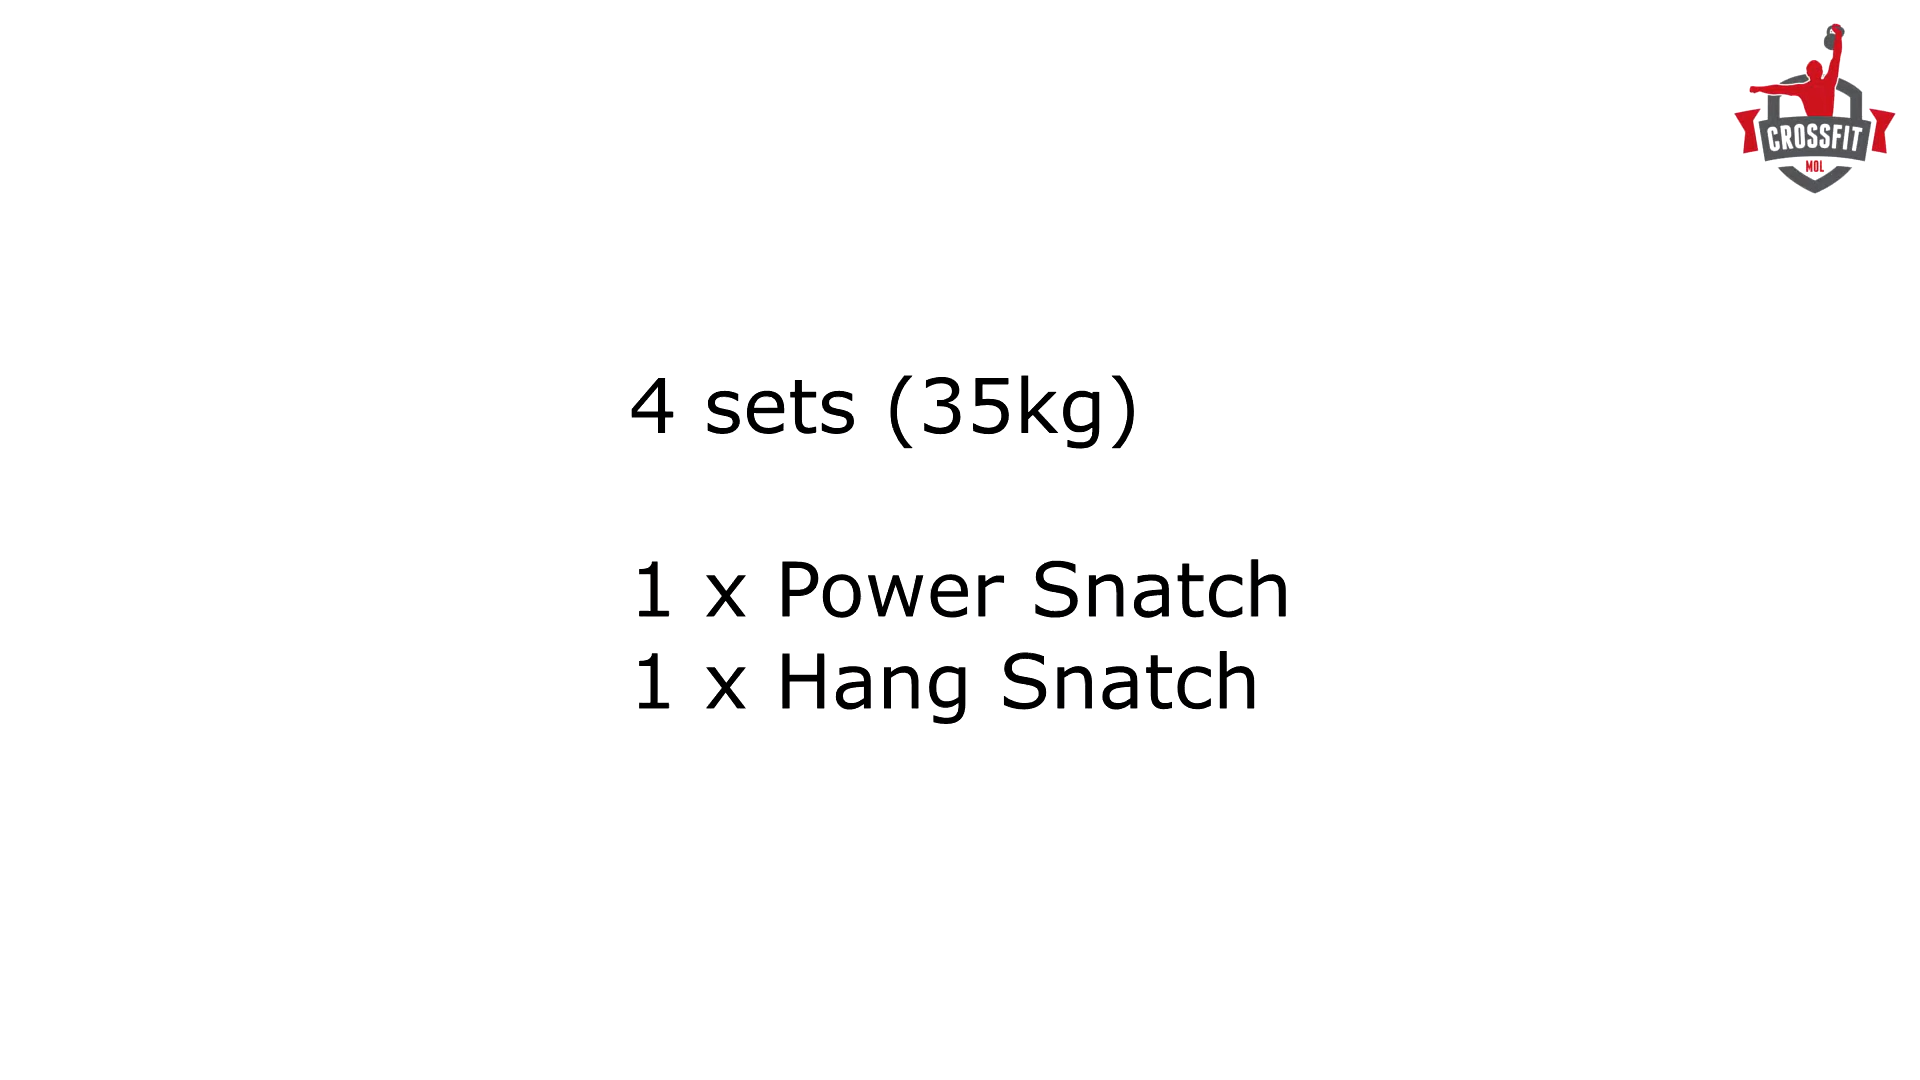 CROSSFIT
MOL
4 sets (35kg)
1 x Power Snatch
1 x Hang Snatch